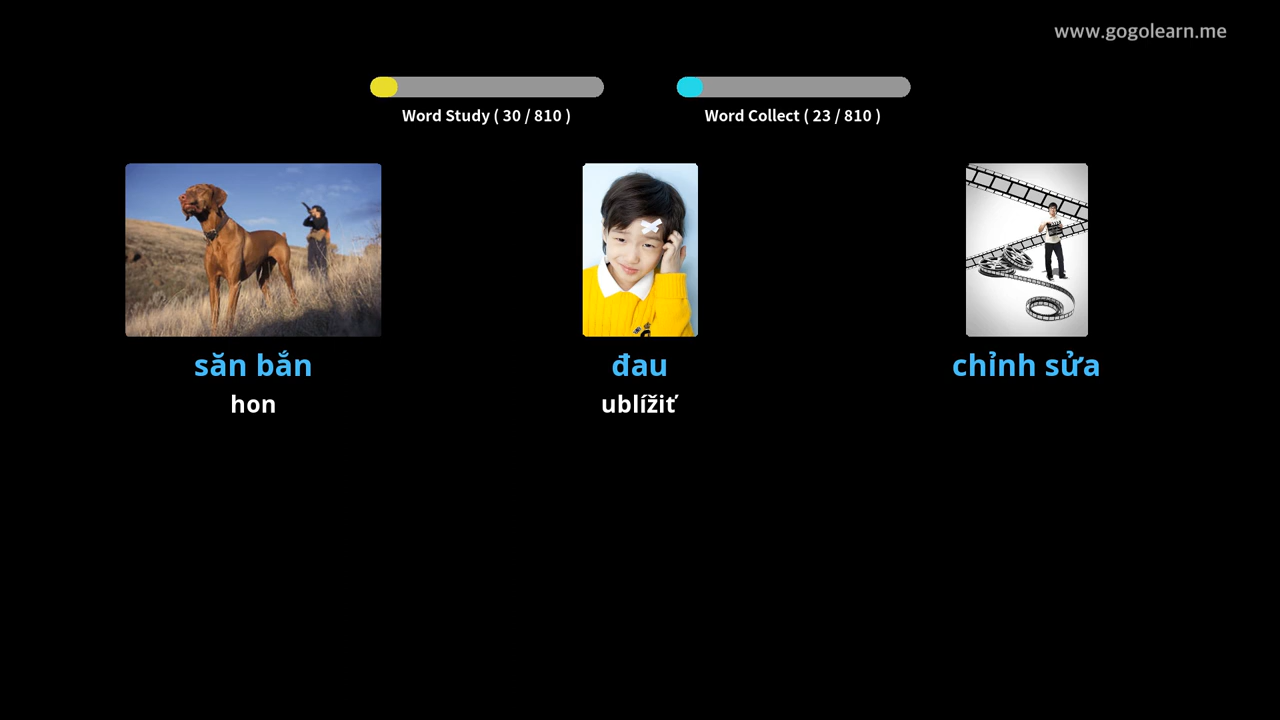 www.gogolearn.me
Word Study ( 30 / 810 )
Word Collect ( 23 / 810 )
săn bắn
hon
đau
ublížiť
chỉnh sửa